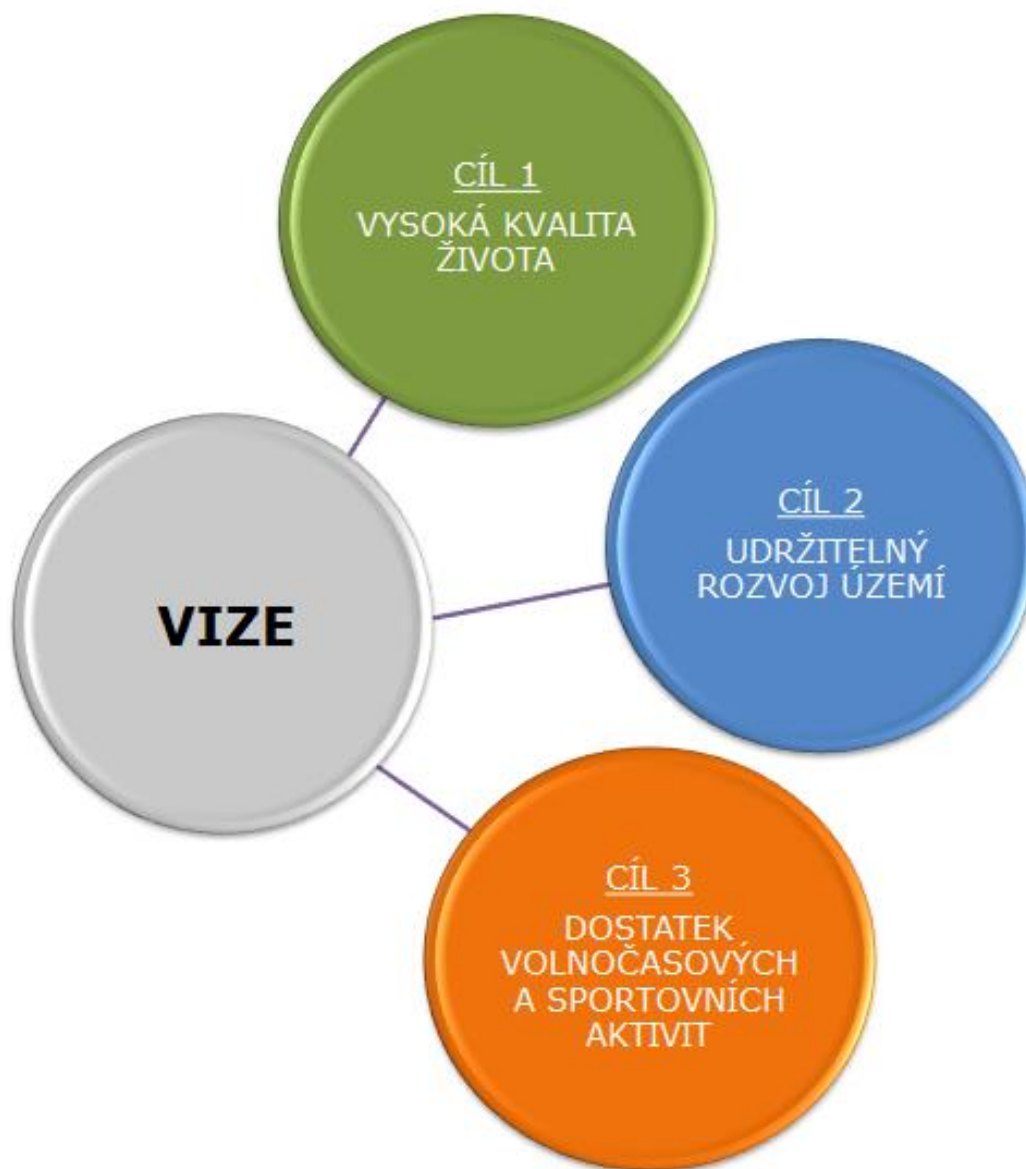 CÍL 1
VYSOKÁ KVALITA
ŽIVOTA
CÍL 2
UDRŽITELNÝ
ROZVOJ ÚZEMÍ
VIZE
CÍL 3
DOSTATEK
VOLNOČASOVÝCH
A SPORTOVNÍCH
AKTIVIT